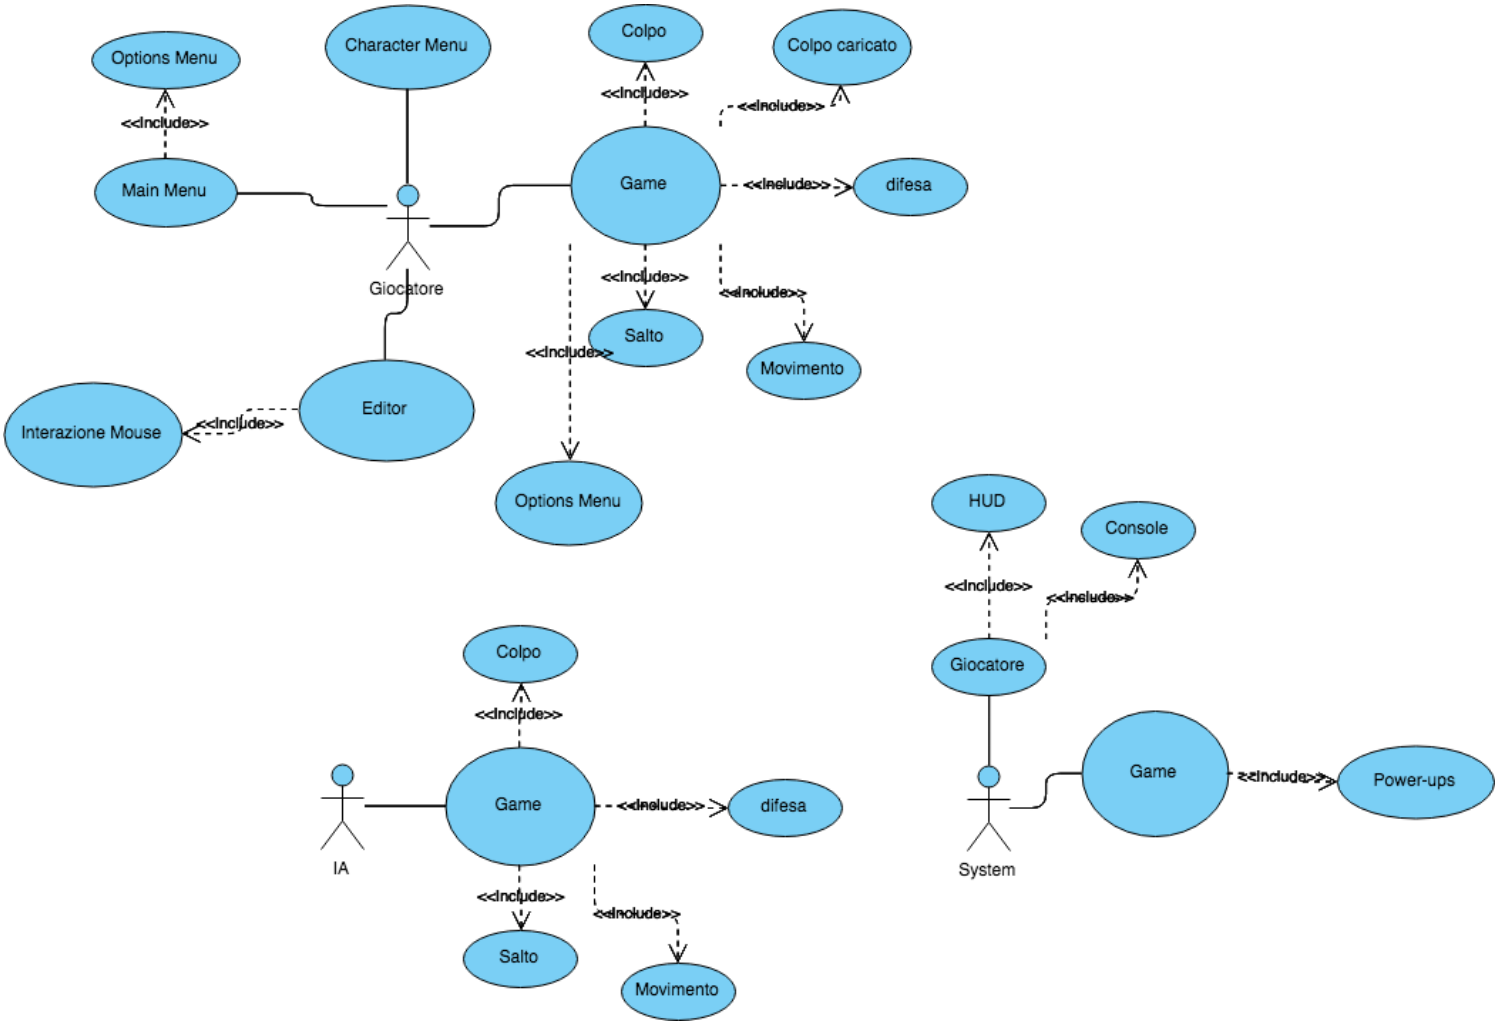 Options Menu
<<Include>>
Main Menu
Character Menu
Giocatore
Colpo
<<Include>>
Colpo caricato
<<Include>>
Game
<<Include>>
difesa
<<Include>>
Salto
<<Include>>
Movimento
<<Include>>
Options Menu
Editor
<<Include>>
Interazione Mouse
HUD
<<Include>>
Console
<<Include>>
Giocatore
System
Game
<<Include>>
Power-ups
Colpo
<<Include>>
IA
Game
<<Include>>
difesa
<<Include>>
Salto
<<Include>>
Movimento